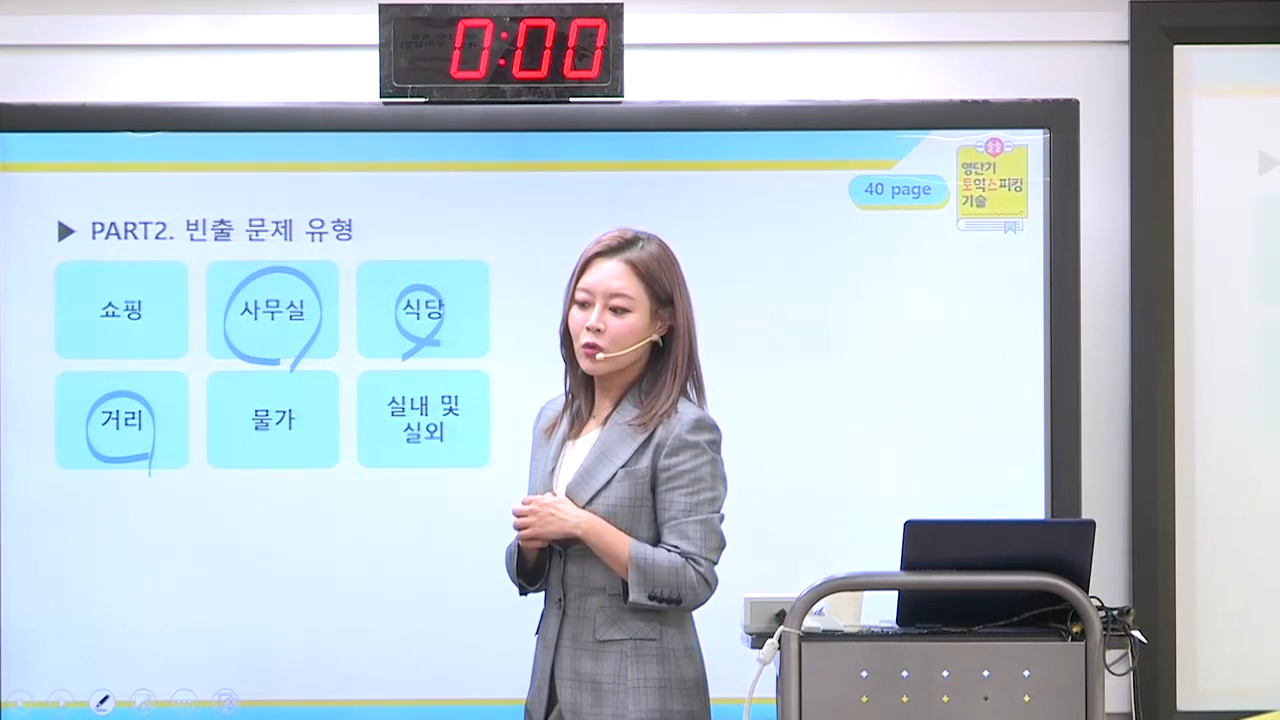 0:00
40 page
영단기
토익스피킹
기술
▶ PART2. 빈출 문제 유형
쇼핑
사무실
식당
거리
물가
실내 및
실외